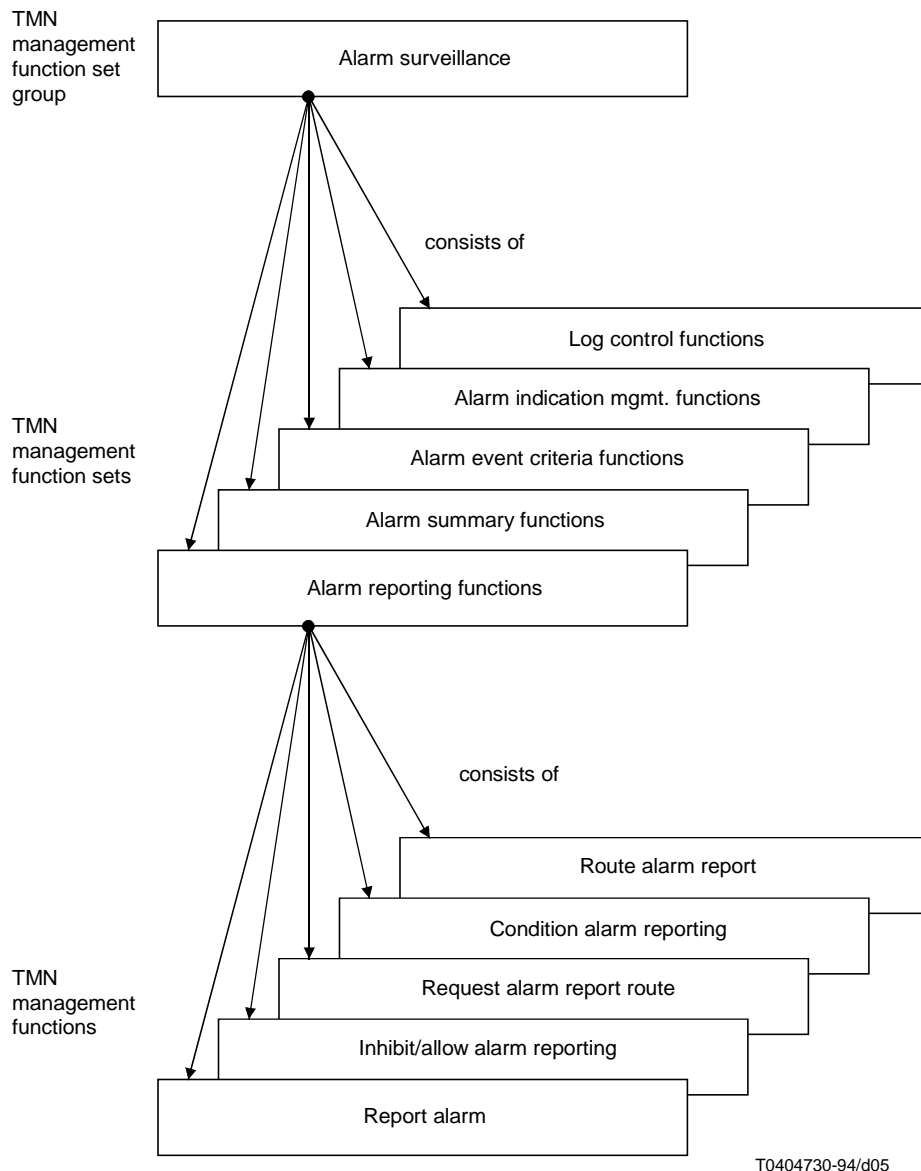 TMN
management
function set
group
Alarm surveillance
consists of
Log control functions
Alarm indication mgmt. functions
TMN
management
function sets
Alarm event criteria functions
Alarm summary functions
Alarm reporting functions
consists of
Route alarm report
Condition alarm reporting
TMN
management
functions
Request alarm report route
Inhibit/allow alarm reporting
Report alarm
T0404730-94/d05